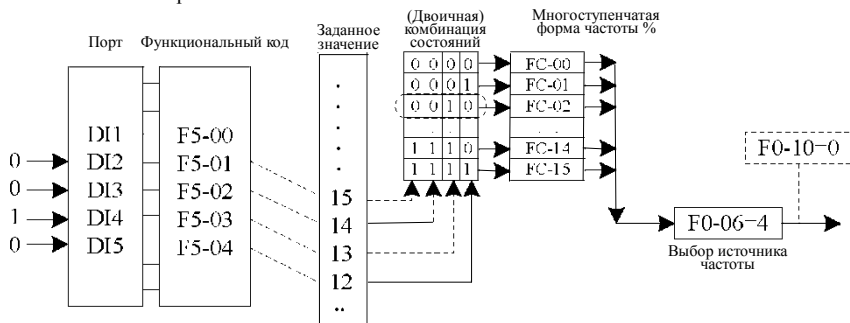 Порт
Функциональный код
Заданное
значение
(Двоичная)
комбинация
состояний
Многоступенчатая
форма частоты %
DI1
DI2
DI3
DI4
DI5
0
0
1
0
F5-00
F5-01
F5-02
F5-03
F5-04
.
.
.
.
.
15
14
13
12
..
0 0 0 0
0 0 0 1
0 0 1 0
. . . .
1 1 1 0
1 1 1 1
FC-00
FC-01
FC-02
. . .
FC-14
FC-15
F0-06=4
Выбор источника
частоты
F0-10=0